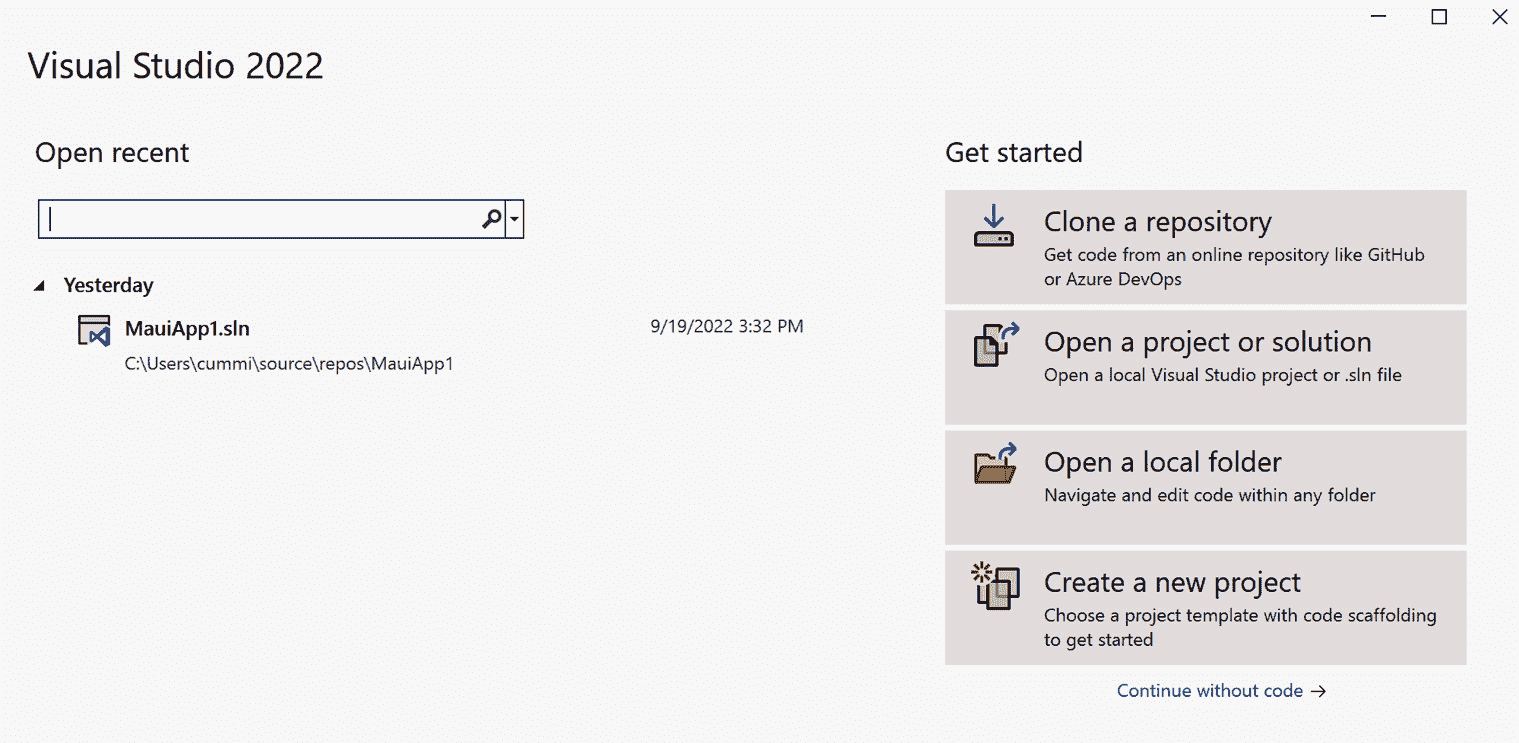 Visual Studio 2022
Open recent
Yesterday
MauiApp1.sln
9/19/2022 3:32 PM
C:\Users\cummi\source\repos\MauiApp1
Get started
Clone a repository
Get code from an online repository like GitHub
or Azure DevOps
Open a project or solution
Open a local Visual Studio project or .sln file
Open a local folder
Navigate and edit code within any folder
Create a new project
Choose a project template with code scaffolding
to get started
Continue without code →